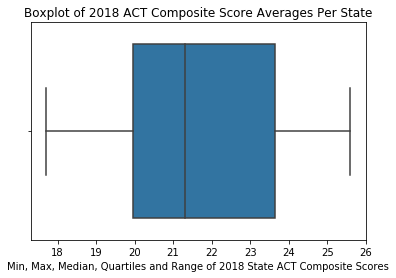 Boxplot of 2018 ACT Composite Score Averages Per State
18 19 20 21 22 23 24 25 26
Min, Max, Median, Quartiles and Range of 2018 State ACT Composite Scores